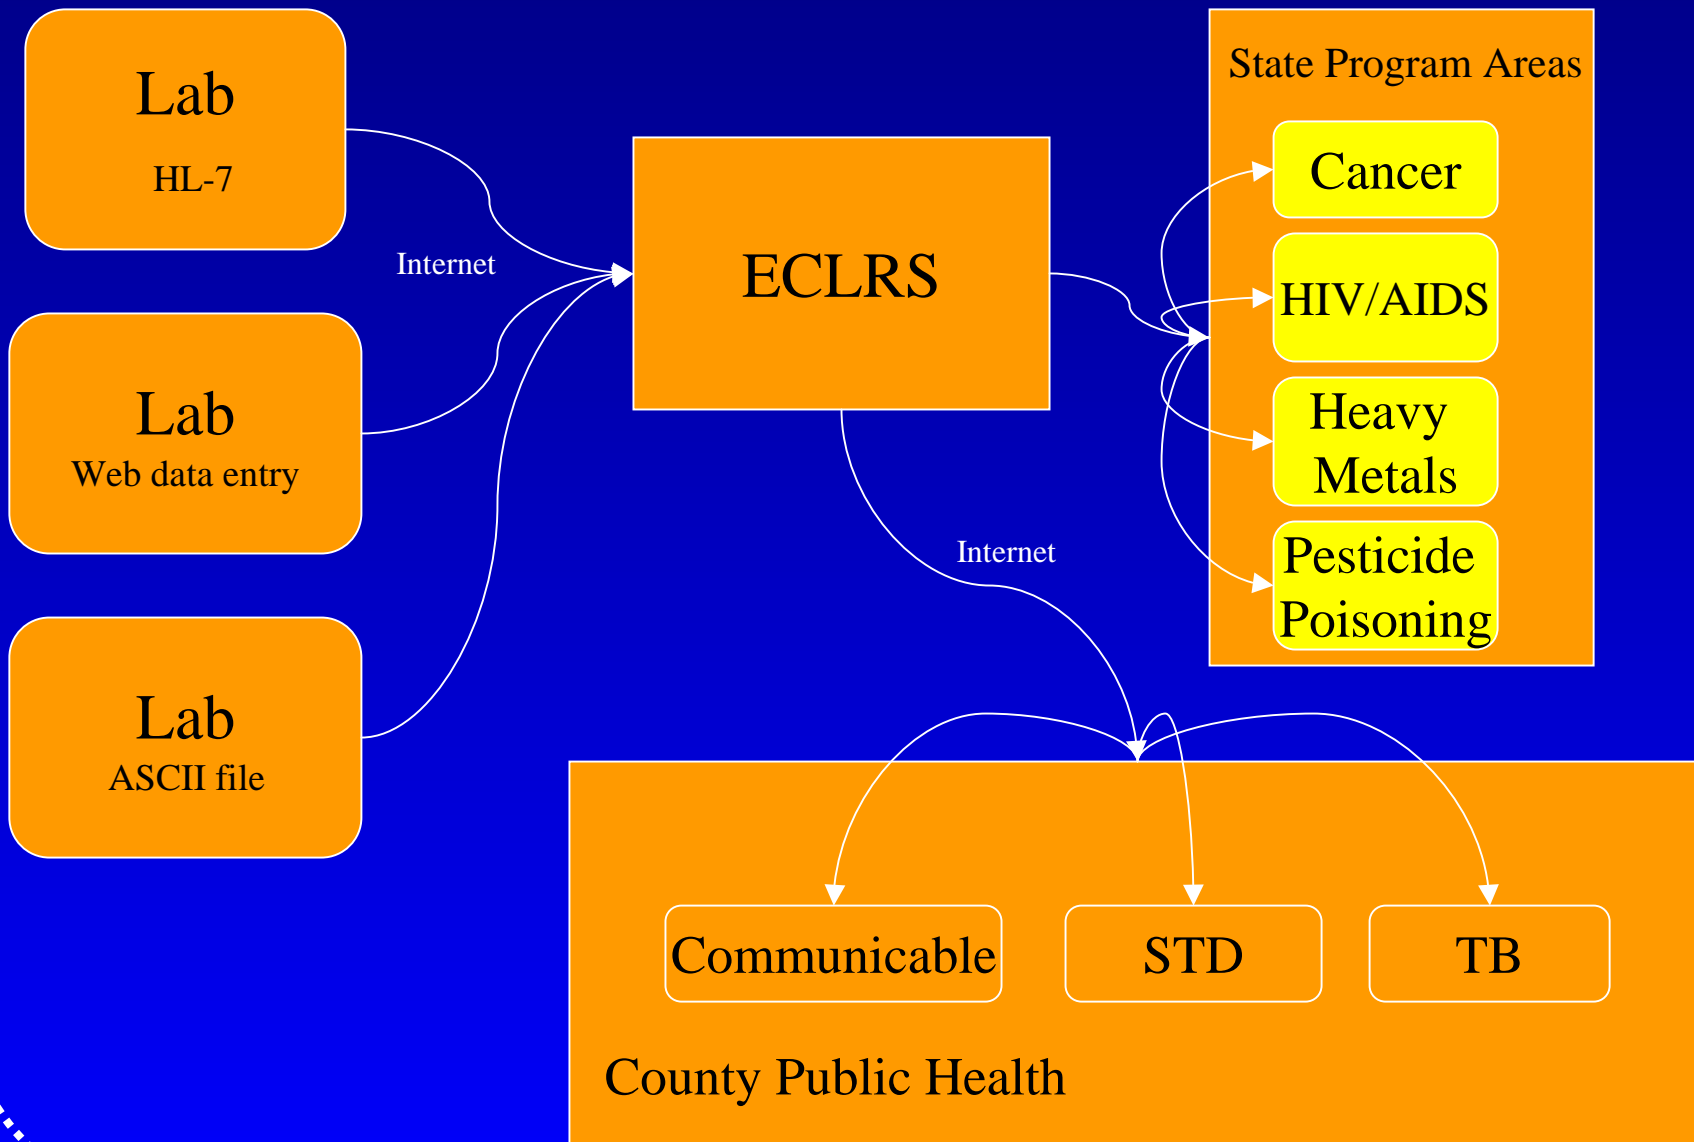 Lab
HL-7
Internet
Lab
Web data entry
Lab
ASCII file
ECLRS
Internet
State Program Areas
Cancer
HIV/AIDS
Heavy
Metals
Pesticide
Poisoning
Communicable
STD
TB
County Public Health